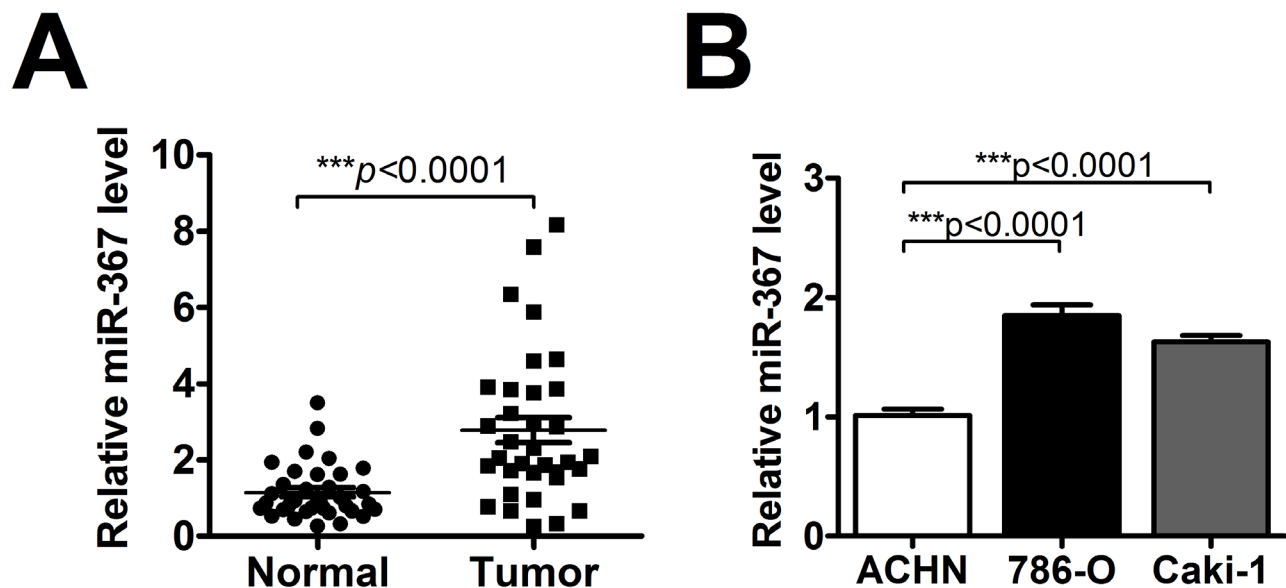 A
Relative miR-367 level
10
8
6
4
2
0
***p<0.0001
Normal
Tumor
B
Relative miR-367 level
3
2
1
0
***p<0.0001
***p<0.0001
ACHN
786-O
Caki-1